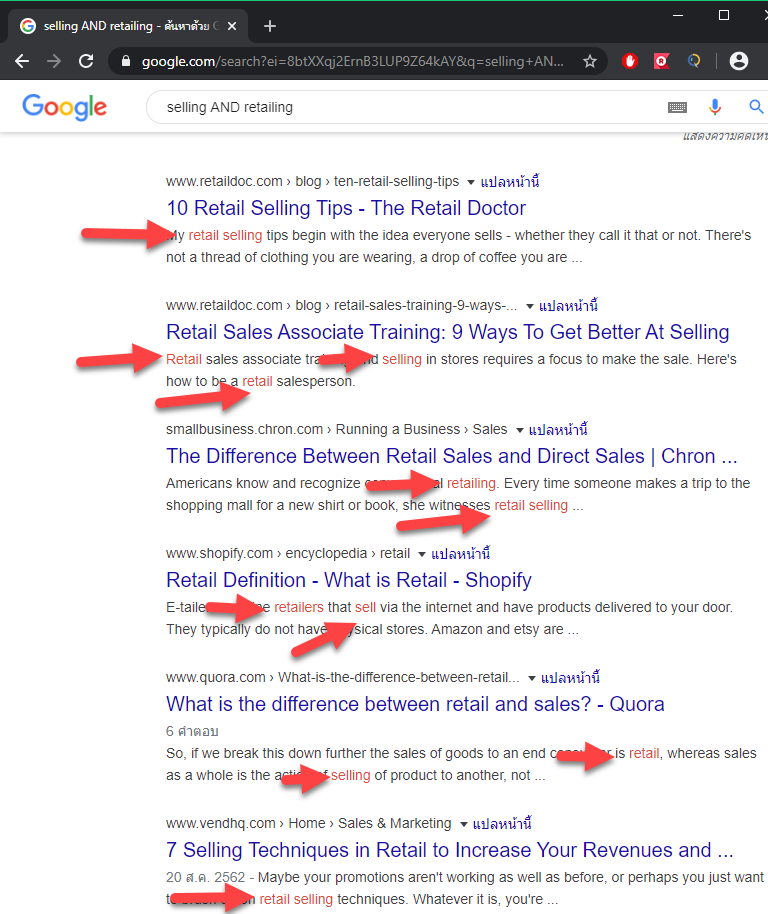 selling AND retailing - ค้นหาด้วย G
google.com/search?ei=8btXXqj2ErnB3LUP9Z64kAY&q=selling+AN...
Google
selling AND retailing
แสดงความคิดเห็น
www.retaildoc.com › blog › ten-retail-selling-tips ▾ แปลหน้านี้
10 Retail Selling Tips - The Retail Doctor
My retail selling tips begin with the idea everyone sells - whether they call it that or not. There's
not a thread of clothing you are wearing, a drop of coffee you are ...
www.retaildoc.com › blog › retail-sales-training-9-ways-... ▾ แปลหน้านี้
Retail Sales Associate Training: 9 Ways To Get Better At Selling
Retail sales associate training and selling in stores requires a focus to make the sale. Here's
how to be a retail salesperson.
smallbusiness.chron.com › Running a Business › Sales ▾ แปลหน้านี้
The Difference Between Retail Sales and Direct Sales | Chron ...
Americans know and recognize retailing. Every time someone makes a trip to the
shopping mall for a new shirt or book, she witnesses retail selling ...
www.shopify.com › encyclopedia › retail ▾ แปลหน้านี้
Retail Definition - What is Retail - Shopify
retailers that sell via the internet and have products delivered to your door.
They typically do not have physical stores. Amazon and etsy are ...
www.quora.com › What-is-the-difference-between-retail... ▾ แปลหน้านี้
What is the difference between retail and sales? - Quora
6 คำตอบ
So, if we break this down further the sales of goods to an end consumer is retail, whereas sales
as a whole is the action of selling of product to another, not ...
www.vendhq.com › Home › Sales & Marketing ▾ แปลหน้านี้
7 Selling Techniques in Retail to Increase Your Revenues and ...
20 ส.ค. 2562 - Maybe your promotions aren't working as well as before, or perhaps you just want
to brush up on retail selling techniques. Whatever it is, you're ...